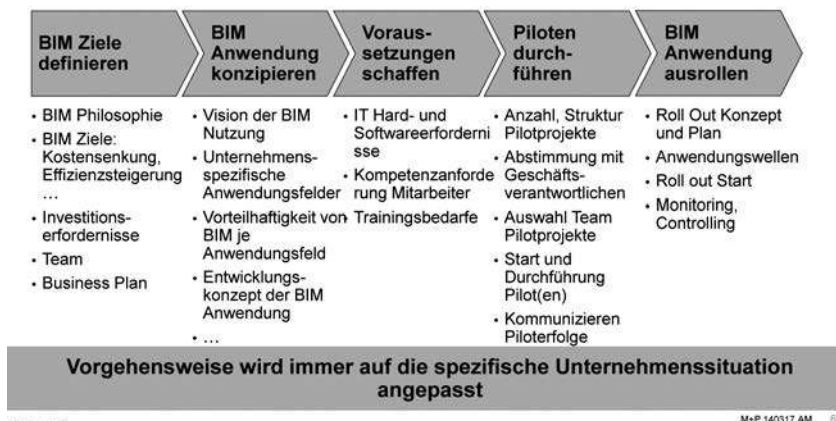 BIM Ziele
definieren
BIM
Anwendung
konzipieren
Voraus-
setzungen
schaffen
Piloten
durch-
führen
BIM
Anwendung
ausrollen
• BIM Philosophie
• BIM Ziele:
Kostensenkung,
Effizienzsteigerung
…
• Investitions-
erfordernisse
• Team
• Business Plan
• Vision der BIM
Nutzung
• Unternehmens-
spezifische
Anwendungsfelder
• Vorteilhaftigkeit von
BIM je
Anwendungsfeld
• Entwicklungs-
konzept der BIM
Anwendung
• …
• IT Hard- und
Softwareerforderni
sse
• Kompetenzanforde
rung Mitarbeiter
• Trainingsbedarfe
• Anzahl, Struktur
Pilotprojekte
• Abstimmung mit
Geschäfts-
verantwortlichen
• Auswahl Team
Pilotprojekte
• Start und
Durchführung
Pilot(en)
• Kommunizieren
Piloterfolge
• Roll Out Konzept
und Plan
• Anwendungswellen
• Roll out Start
• Monitoring,
Controlling
Vorgehensweise wird immer auf die spezifische Unternehmenssituation
angepasst
M+P 140317 AM 6